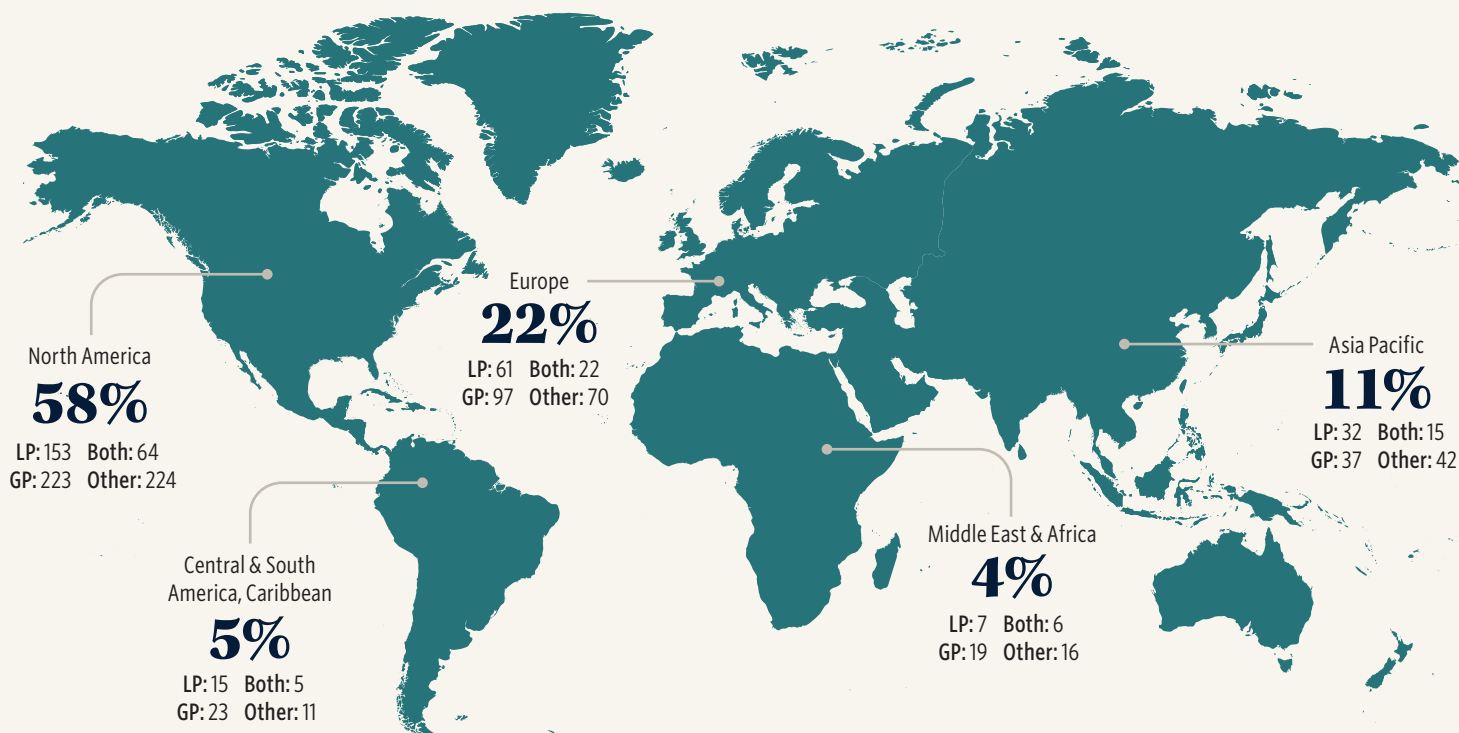 North America
58%
LP: 153 Both: 64
GP: 223 Other: 224
Central & South
America, Caribbean
5%
LP: 15 Both: 5
GP: 23 Other: 11
Europe
22%
LP: 61 Both: 22
GP: 97 Other: 70
Middle East & Africa
4%
LP: 7 Both: 6
GP: 19 Other: 16
Asia Pacific
11%
LP: 32 Both: 15
GP: 37 Other: 42